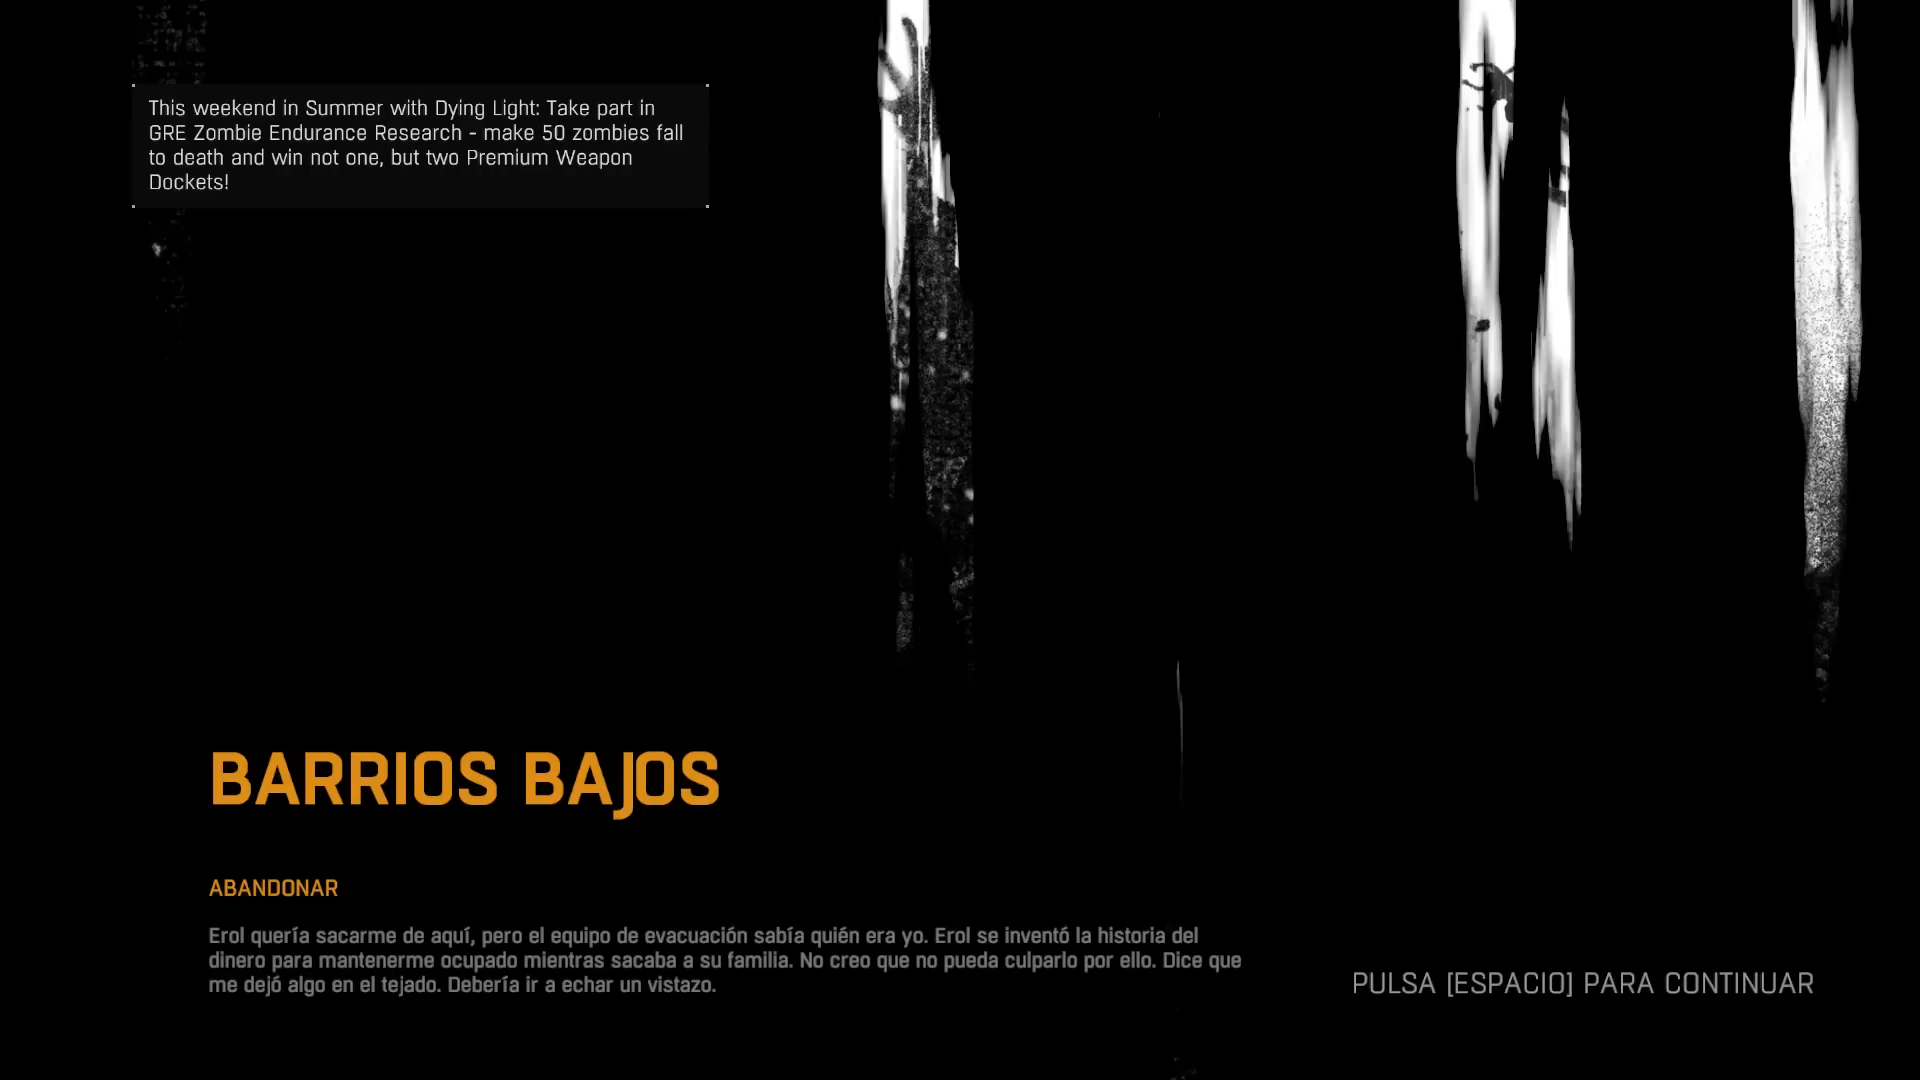 This weekend in Summer with Dying Light: Take part in
GRE Zombie Endurance Research - make 50 zombies fall
to death and win not one, but two Premium Weapon
Dockets!
BARRIOS BAJOS
ABANDONAR
Erol quería sacarme de aquí, pero el equipo de evacuación sabía quién era yo. Erol se inventó la historia del
dinero para mantenerme ocupado mientras sacaba a su familia. No creo que no pueda culparlo por ello. Dice que
me dejó algo en el tejado. Debería ir a echar un vistazo.
PULSA [ESPACIO] PARA CONTINUAR